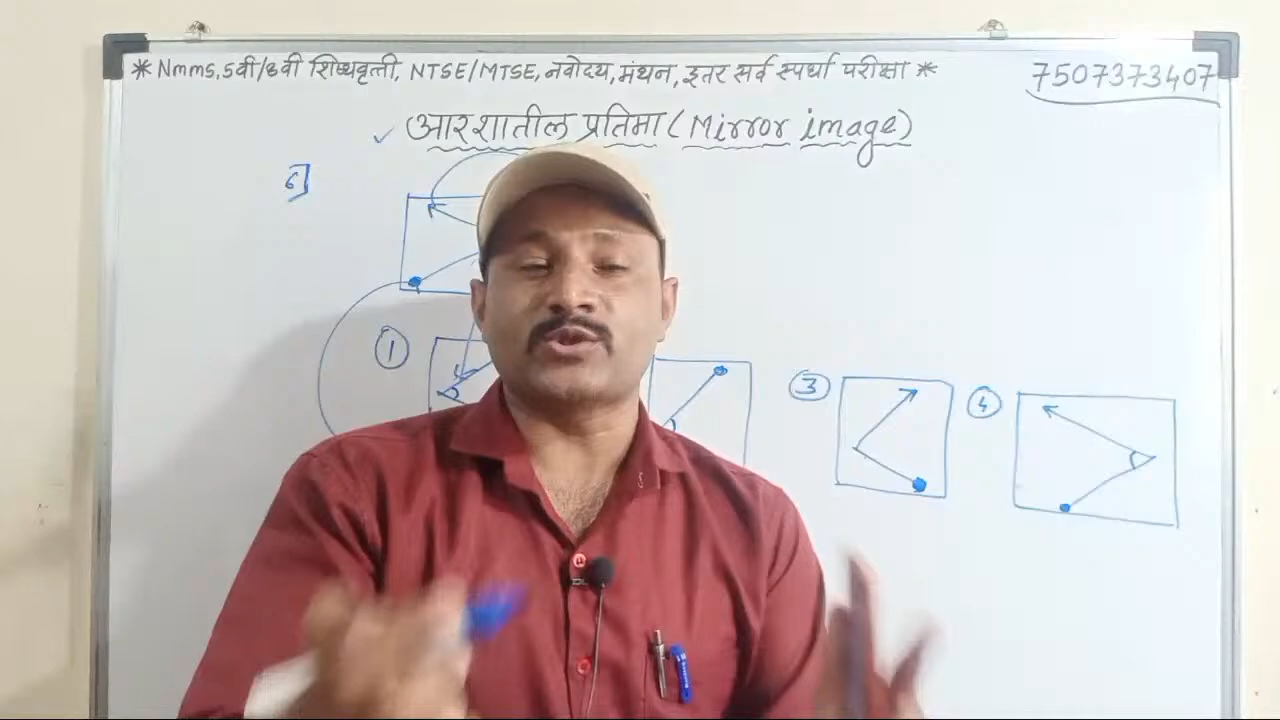 * Nmms, 5वी/8वी शिष्यवृत्ती, NTSE/MTSE, नवोदय, मंथन, इतर सर्व स्पर्धा परीक्षा *
7507373407
आरशातील प्रतिमा (Mirror image)
6]
1
3
4